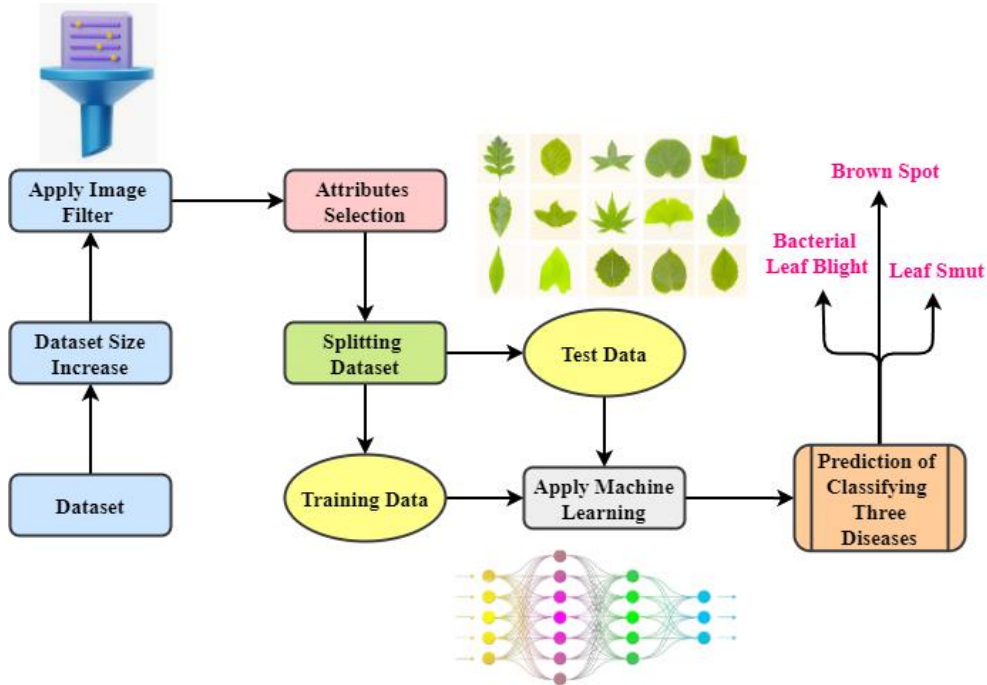 Apply Image
Filter
Attributes
Selection
Dataset Size
Increase
Splitting
Dataset
Test Data
Dataset
Training Data
Apply Machine
Learning
Prediction of
Classifying
Three
Diseases
Brown Spot
Bacterial
Leaf Blight
Leaf Smut